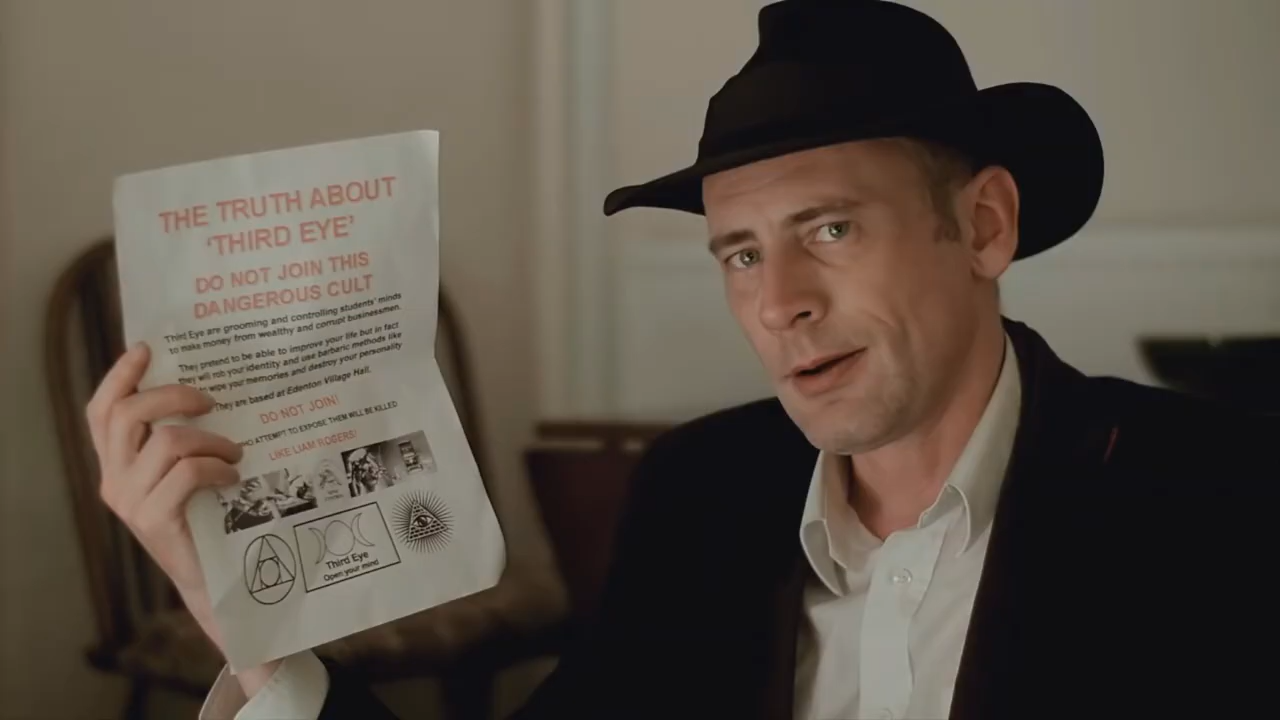 THE TRUTH ABOUT
‘THIRD EYE’
DO NOT JOIN THIS
DANGEROUS CULT
Third Eye are grooming and controlling students' minds
to make money from wealthy and corrupt businessmen.
They pretend to be able to improve your life but in fact
they will rob your identity and use barbaric methods like
to wipe your memories and destroy your personality
They are based at Edenton Village Hall.
DO NOT JOIN!
WHO ATTEMPT TO EXPOSE THEM WILL BE KILLED
LIKE LIAM ROGERS!
Third Eye
Open your mind